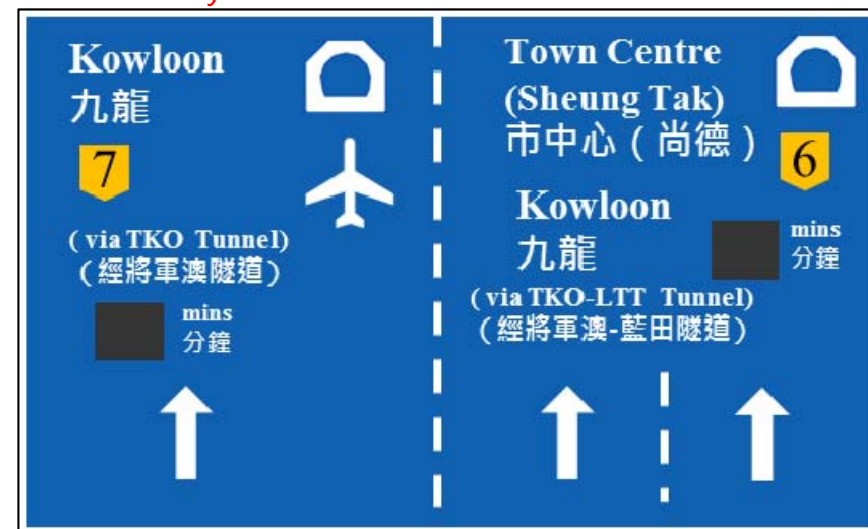 Kowloon
九龍
7
( via TKO Tunnel)
( 經將軍澳隧道)
mins
分鐘
Town Centre
(Sheung Tak)
市中心 ( 尚德 )
6
Kowloon
九龍
mins
分鐘
( via TKO-LTT Tunnel)
( 經將軍澳-藍田隧道)